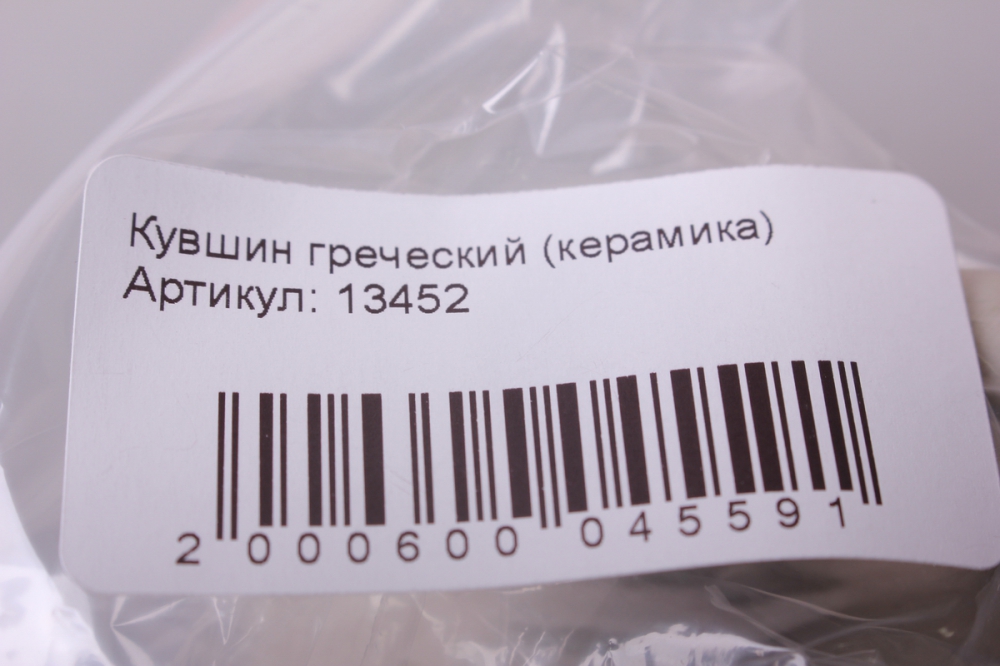 Кувшин греческий (керамика)
Артикул: 13452
2 000600 045591